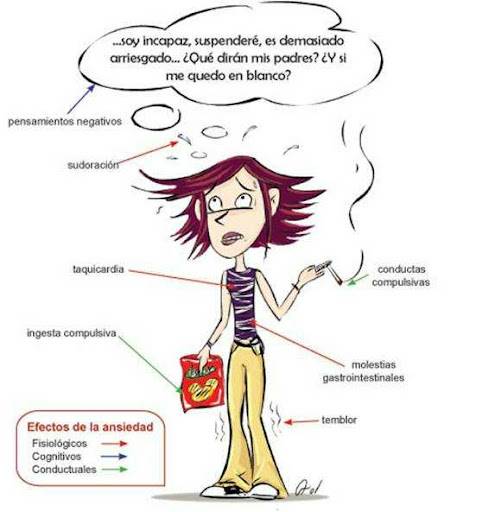 ...soy incapaz, suspenderé, es demasiado
arriesgado... ¿Qué dirán mis padres? ¿Y si
me quedo en blanco?
pensamientos negativos
sudoración
taquicardia
conductas
compulsivas
ingesta compulsiva
molestias
gastrointestinales
temblor
Efectos de la ansiedad
Fisiológicos
Cognitivos
Conductuales